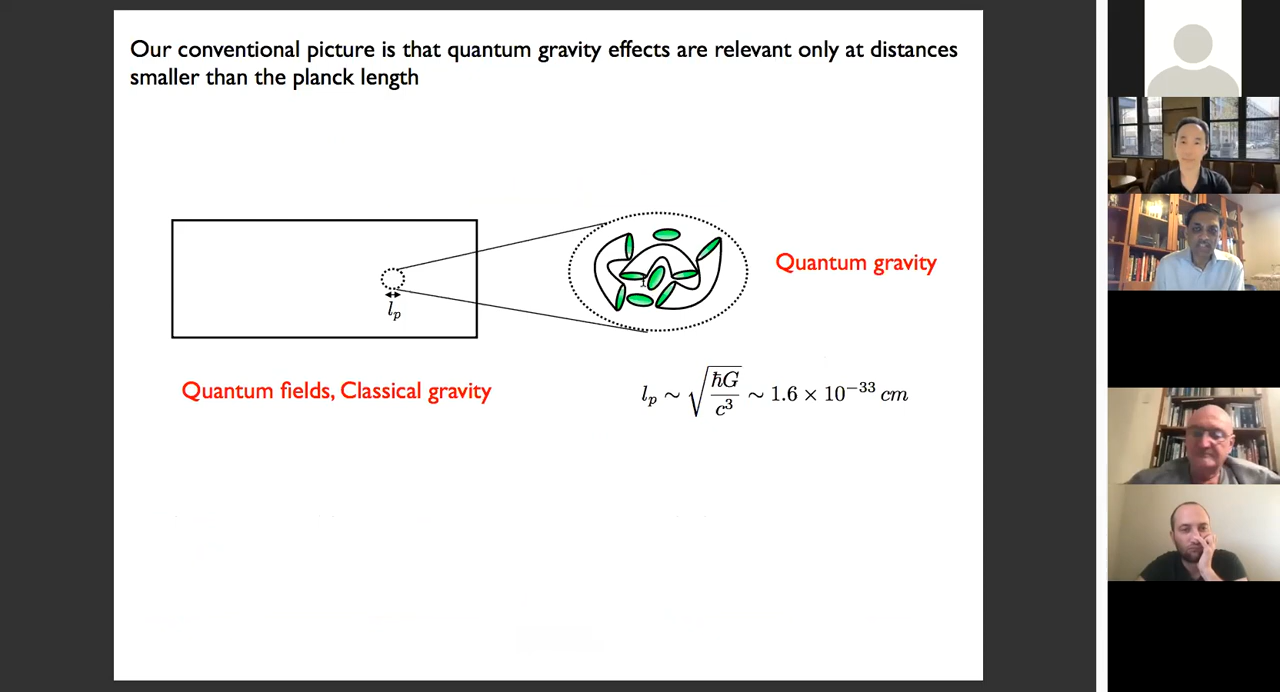 Our conventional picture is that quantum gravity effects are relevant only at distances
smaller than the planck length
l_p
Quantum gravity
Quantum fields, Classical gravity
l_p ∼ √(ħG/c³) ∼ 1.6 × 10⁻³³ cm